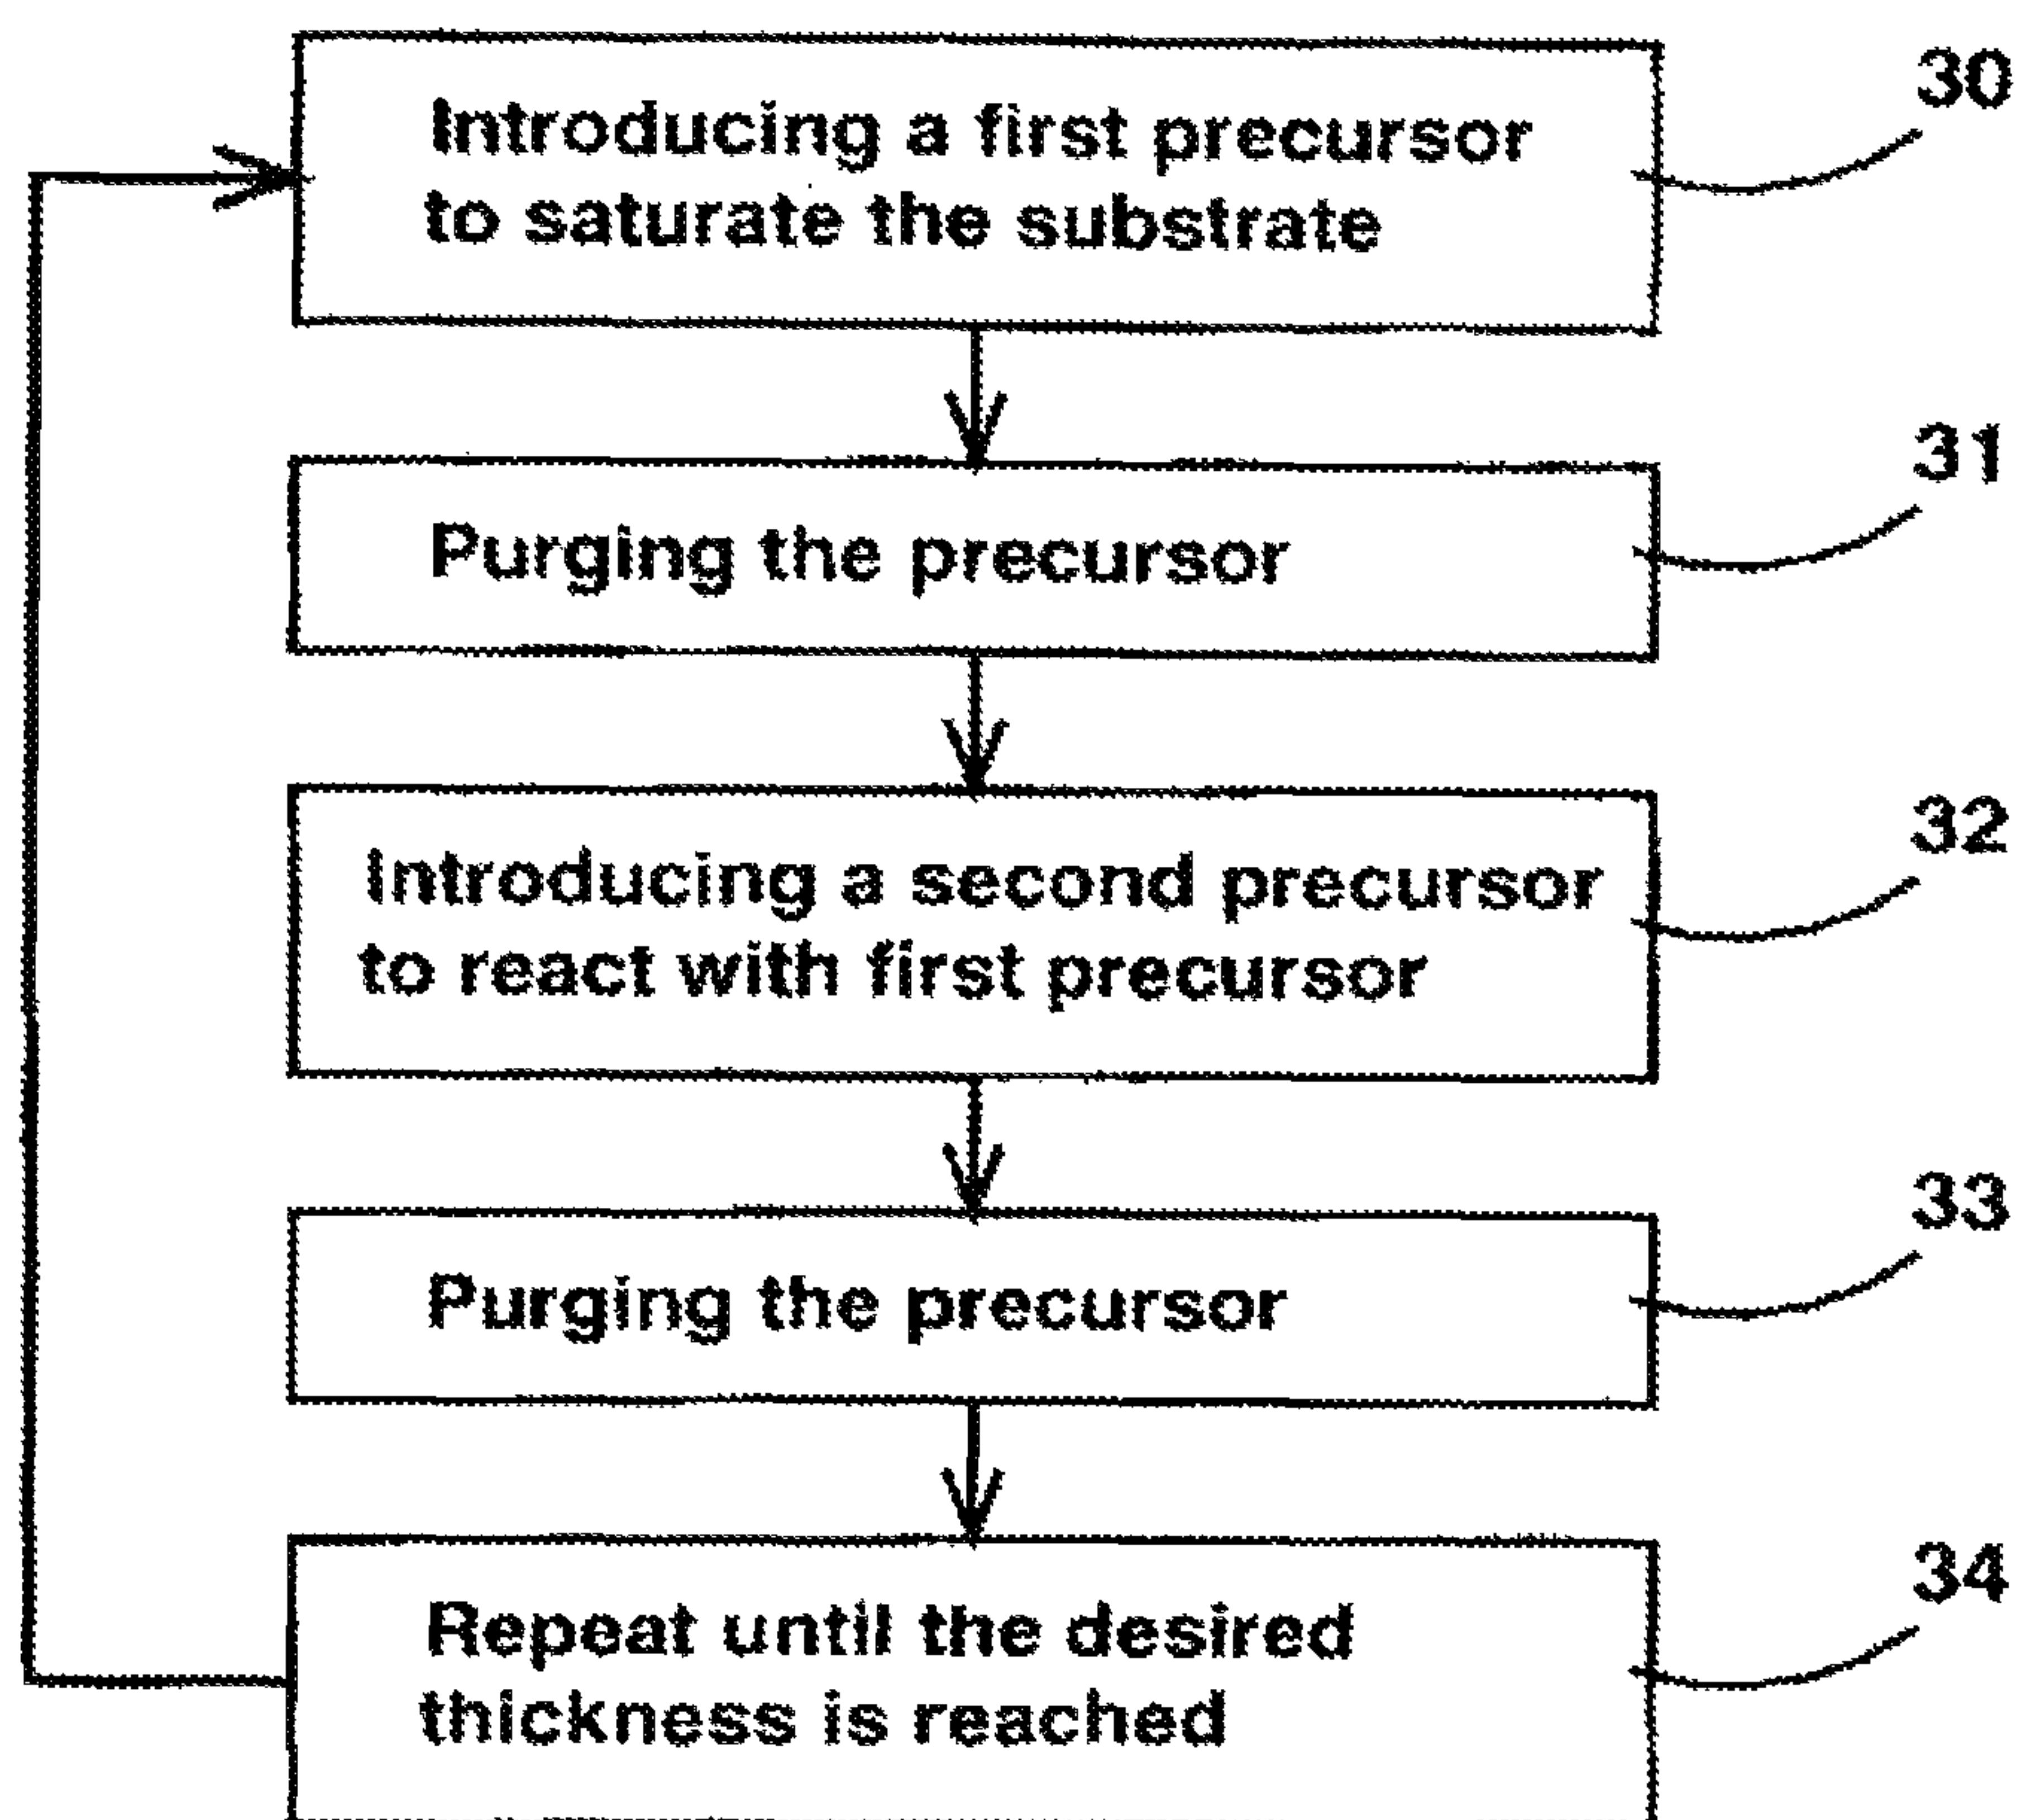 30
Introducing a first precursor
to saturate the substrate
31
Purging the precursor
32
Introducing a second precursor
to react with first precursor
33
Purging the precursor
34
Repeat until the desired
thickness is reached